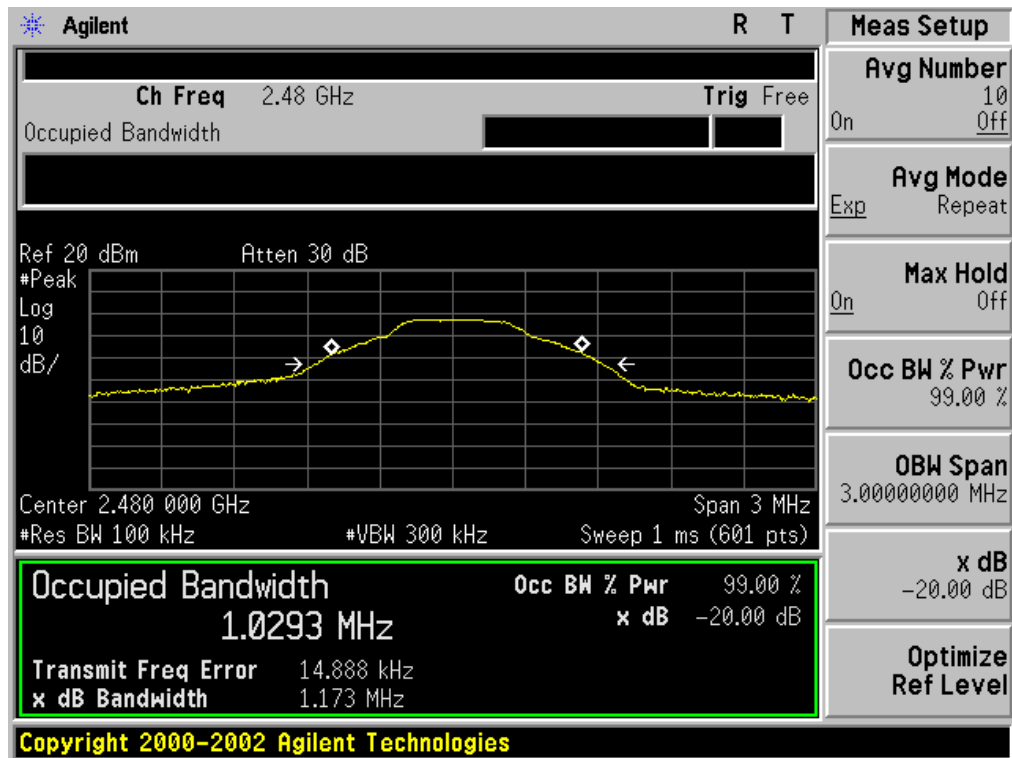 Agilent R T
Ch Freq 2.48 GHz Trig Free
Occupied Bandwidth
Ref 20 dBm Atten 30 dB
#Peak
Log
10
dB/
Center 2.480 000 GHz Span 3 MHz
#Res BW 100 kHz #VBW 300 kHz Sweep 1 ms (601 pts)
Occupied Bandwidth Occ BW % Pwr 99.00 %
1.0293 MHz x dB -20.00 dB
Transmit Freq Error 14.888 kHz
x dB Bandwidth 1.173 MHz
Copyright 2000-2002 Agilent Technologies
Meas Setup
Avg Number
10
On Off
Avg Mode
Exp Repeat
Max Hold
On Off
Occ BW % Pwr
99.00 %
OBW Span
3.00000000 MHz
x dB
-20.00 dB
Optimize
Ref Level